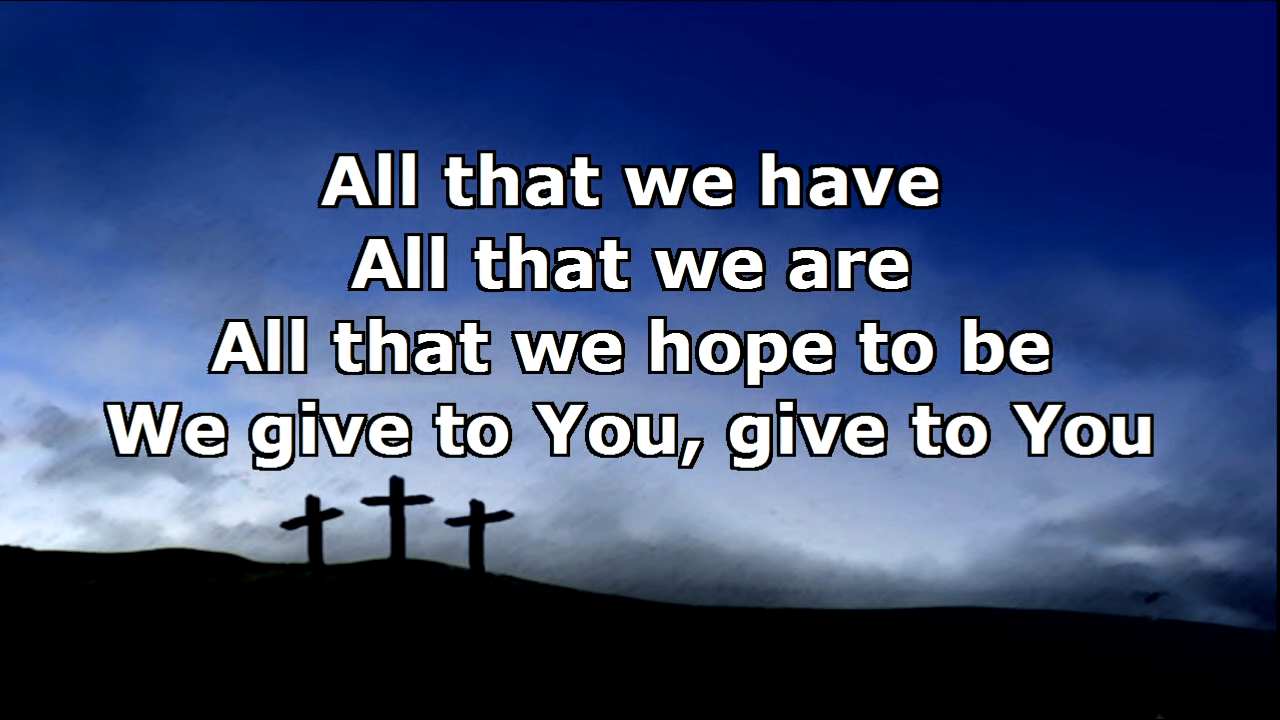 All that we have
All that we are
All that we hope to be
We give to You, give to You